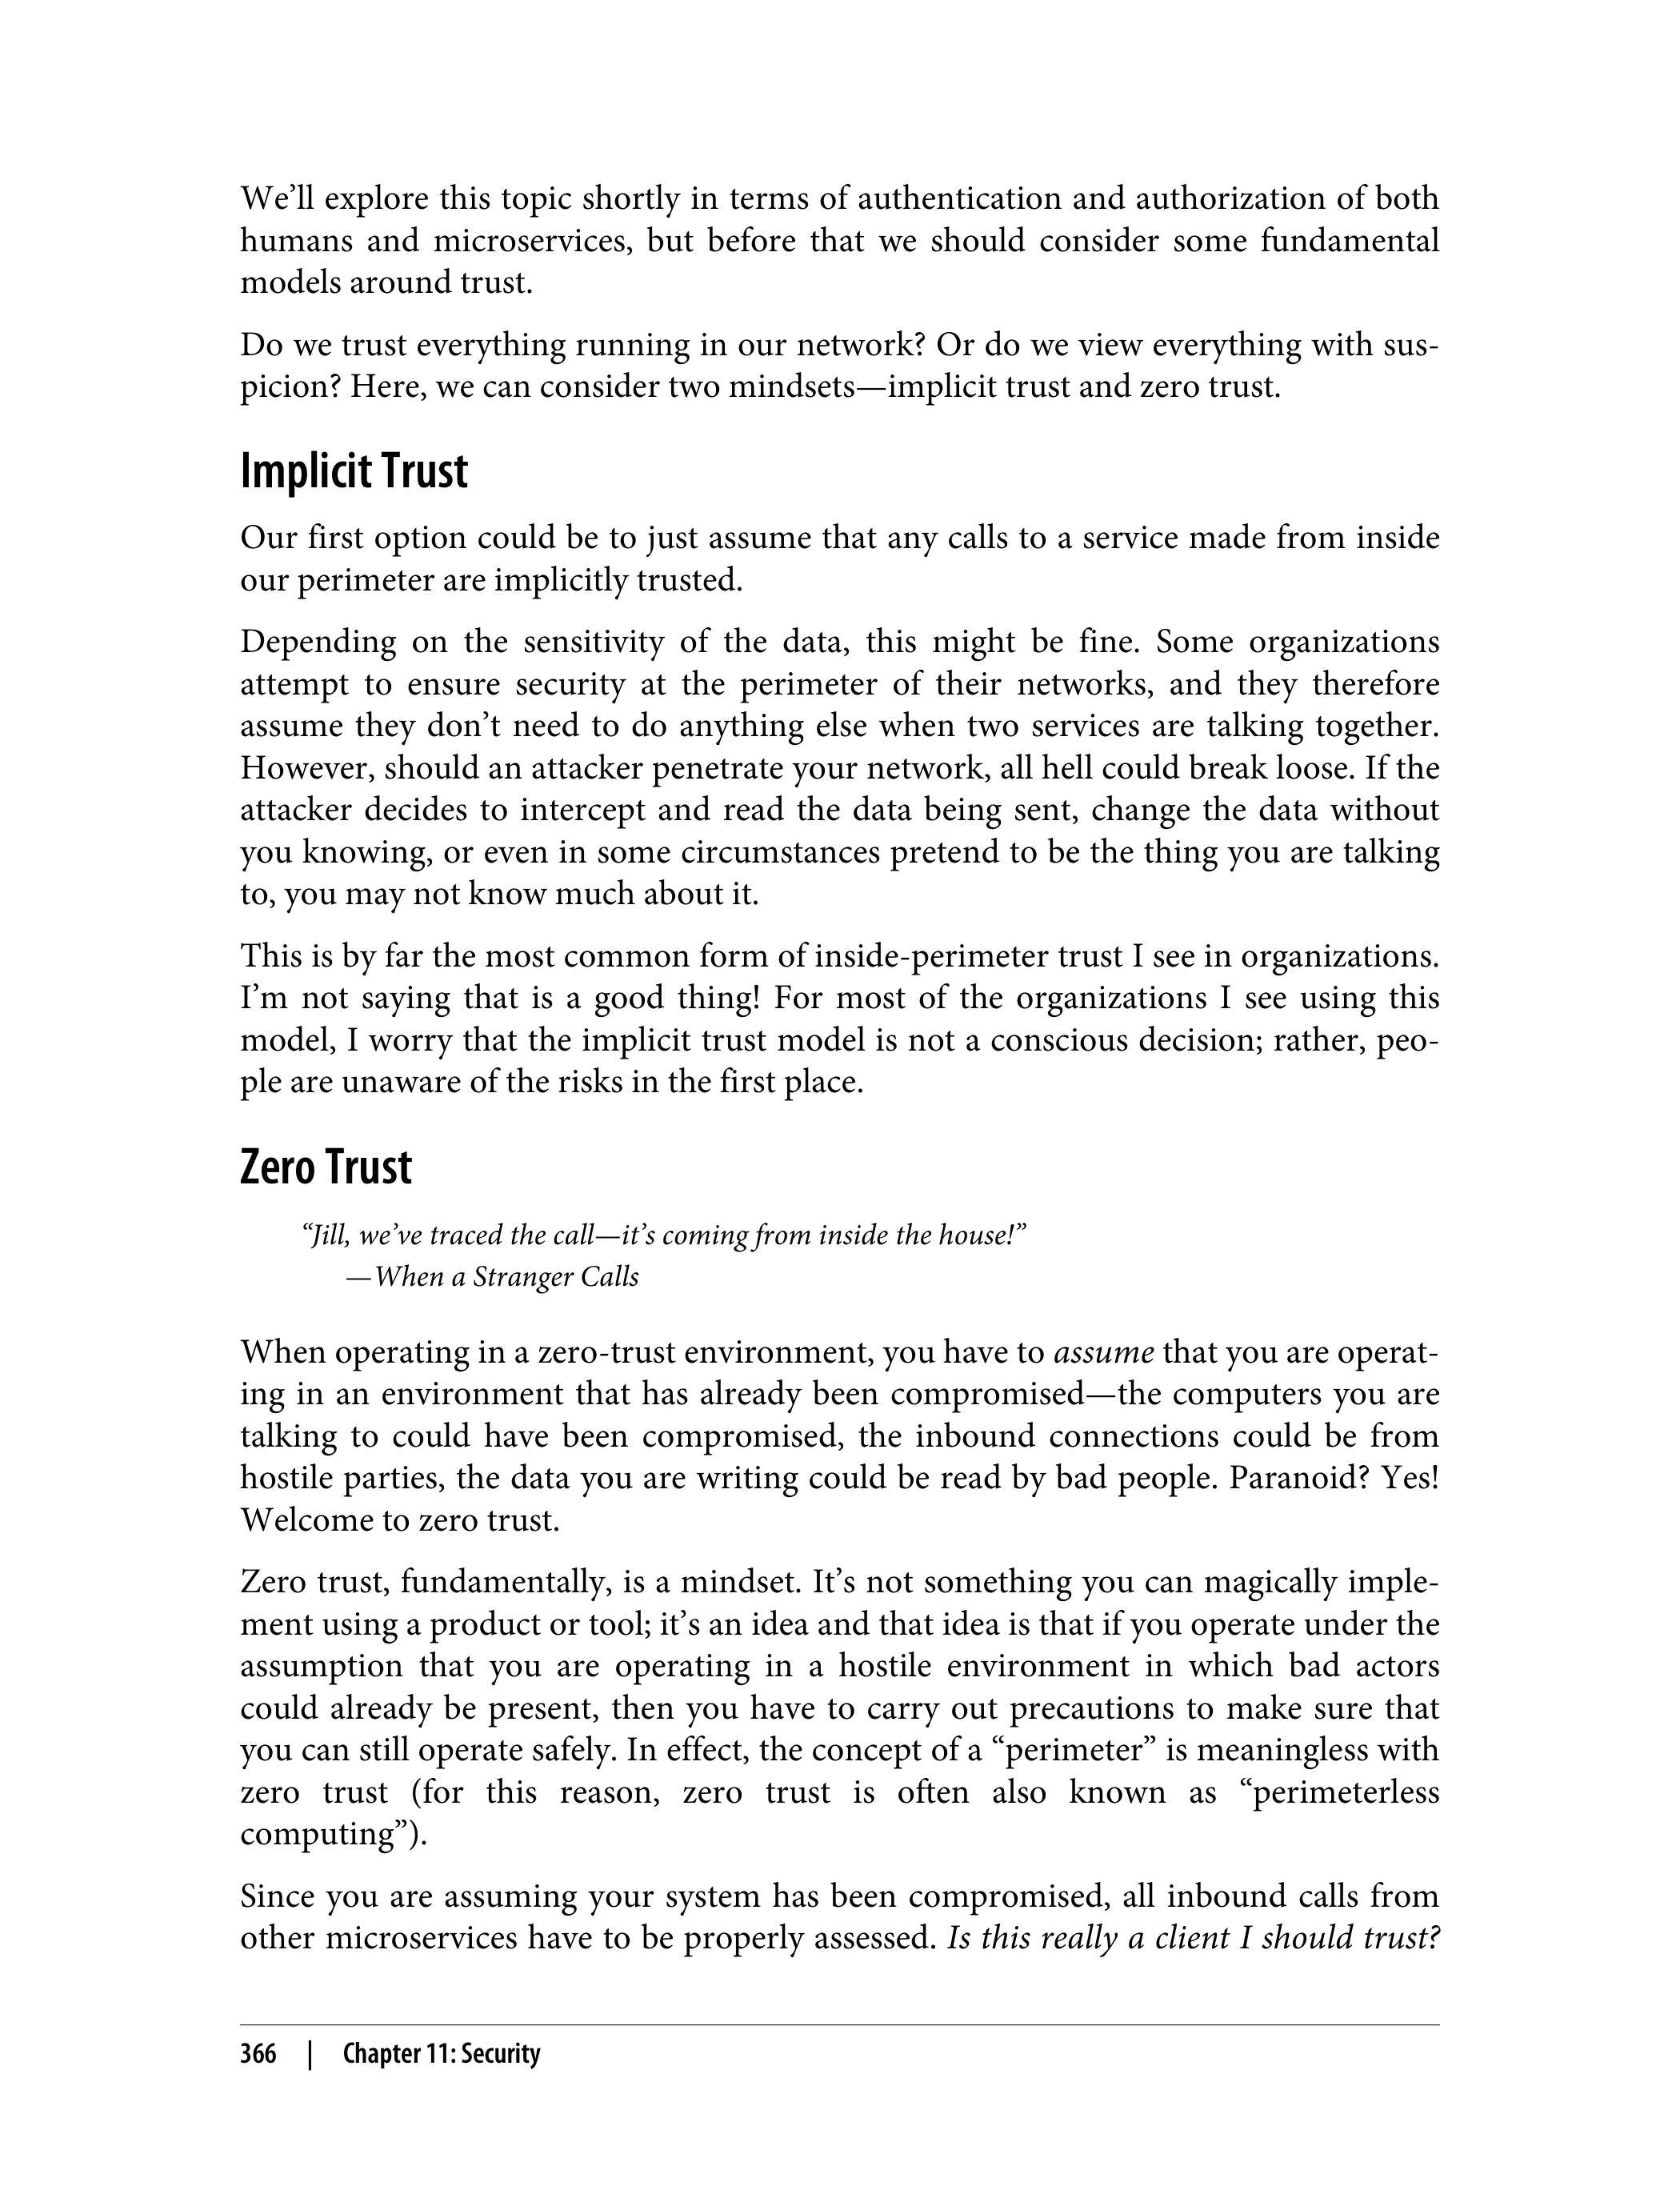 We’ll explore this topic shortly in terms of authentication and authorization of both
humans and microservices, but before that we should consider some fundamental
models around trust.
Do we trust everything running in our network? Or do we view everything with sus-
picion? Here, we can consider two mindsets—implicit trust and zero trust.
Implicit Trust
Our first option could be to just assume that any calls to a service made from inside
our perimeter are implicitly trusted.
Depending on the sensitivity of the data, this might be fine. Some organizations
attempt to ensure security at the perimeter of their networks, and they therefore
assume they don’t need to do anything else when two services are talking together.
However, should an attacker penetrate your network, all hell could break loose. If the
attacker decides to intercept and read the data being sent, change the data without
you knowing, or even in some circumstances pretend to be the thing you are talking
to, you may not know much about it.
This is by far the most common form of inside-perimeter trust I see in organizations.
I’m not saying that is a good thing! For most of the organizations I see using this
model, I worry that the implicit trust model is not a conscious decision; rather, peo-
ple are unaware of the risks in the first place.
Zero Trust
“Jill, we’ve traced the call—it’s coming from inside the house!”
—When a Stranger Calls
When operating in a zero-trust environment, you have to assume that you are operat-
ing in an environment that has already been compromised—the computers you are
talking to could have been compromised, the inbound connections could be from
hostile parties, the data you are writing could be read by bad people. Paranoid? Yes!
Welcome to zero trust.
Zero trust, fundamentally, is a mindset. It’s not something you can magically imple-
ment using a product or tool; it’s an idea and that idea is that if you operate under the
assumption that you are operating in a hostile environment in which bad actors
could already be present, then you have to carry out precautions to make sure that
you can still operate safely. In effect, the concept of a “perimeter” is meaningless with
zero trust (for this reason, zero trust is often also known as “perimeterless
computing”).
Since you are assuming your system has been compromised, all inbound calls from
other microservices have to be properly assessed. Is this really a client I should trust?
366 | Chapter 11: Security